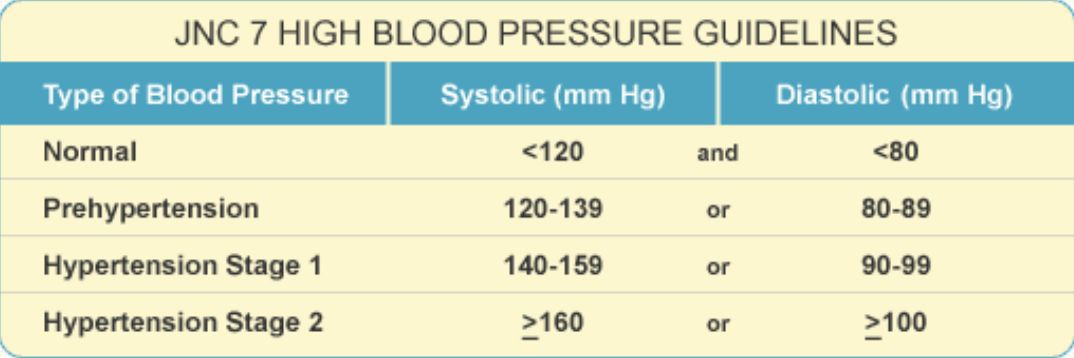 JNC 7 HIGH BLOOD PRESSURE GUIDELINES
Type of Blood Pressure Systolic (mm Hg) Diastolic (mm Hg)
Normal <120 and <80
Prehypertension 120-139 or 80-89
Hypertension Stage 1 140-159 or 90-99
Hypertension Stage 2 ≥160 or ≥100